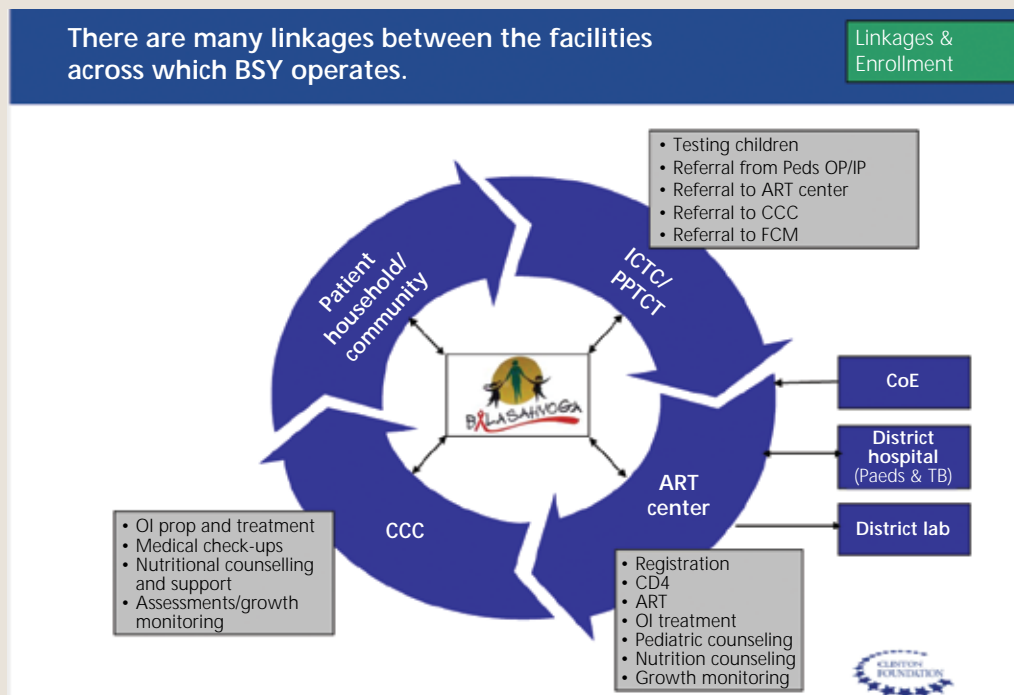 There are many linkages between the facilities
across which BSY operates.
Linkages &
Enrollment
• Testing children
• Referral from Peds OP/IP
• Referral to ART center
• Referral to CCC
• Referral to FCM
Patient
household/
community
ICTC/
PPTCT
BALASAHYOGA
CoE
District
hospital
(Paeds & TB)
District lab
ART
center
CCC
• OI prop and treatment
• Medical check-ups
• Nutritional counselling
and support
• Assessments/growth
monitoring
• Registration
• CD4
• ART
• OI treatment
• Pediatric counseling
• Nutrition counseling
• Growth monitoring
CLINTON
FOUNDATION